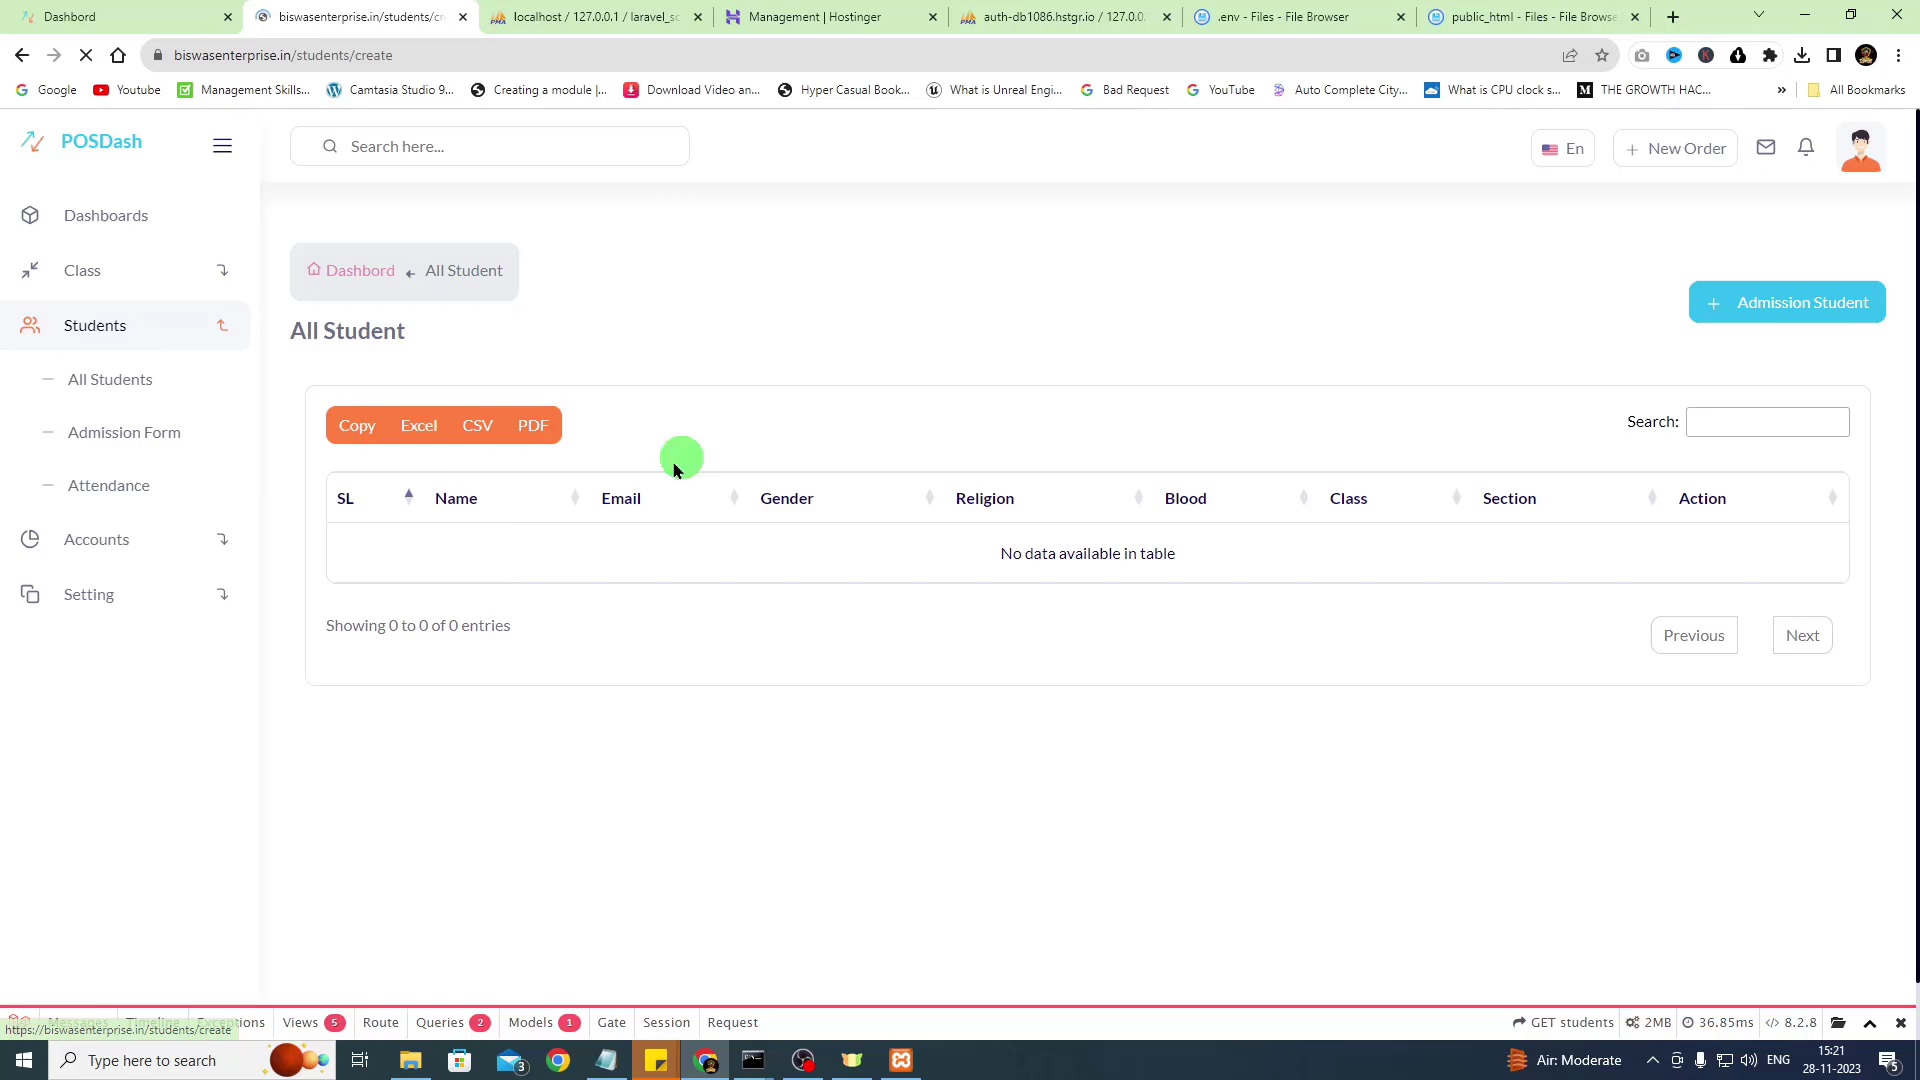 Dashbord
biswasenterprise.in/students/cr
localhost / 127.0.0.1 / laravel_sc
Management | Hostinger
auth-db1086.hstgr.io / 127.0.0.
.env - Files - File Browser
public_html - Files - File Browse
biswasenterprise.in/students/create
Google
Youtube
Management Skills...
Camtasia Studio 9...
Creating a module |...
Download Video an...
Hyper Casual Book...
What is Unreal Engi...
Bad Request
YouTube
Auto Complete City...
What is CPU clock s...
THE GROWTH HAC...
»
All Bookmarks
POSDash
Search here...
En
+ New Order
Dashboards
Class
Students
All Students
Admission Form
Attendance
Accounts
Setting
Dashbord
All Student
All Student
+ Admission Student
Copy Excel CSV PDF
Search:
SL Name Email Gender Religion Blood Class Section Action
No data available in table
Showing 0 to 0 of 0 entries
Previous
Next
Messages Timeline Exceptions Views 5 Route Queries 2 Models 1 Gate Session Request
GET students 2MB 36.85ms 8.2.8
https://biswasenterprise.in/students/create
Type here to search
3
Air: Moderate
ENG
15:21
28-11-2023
5